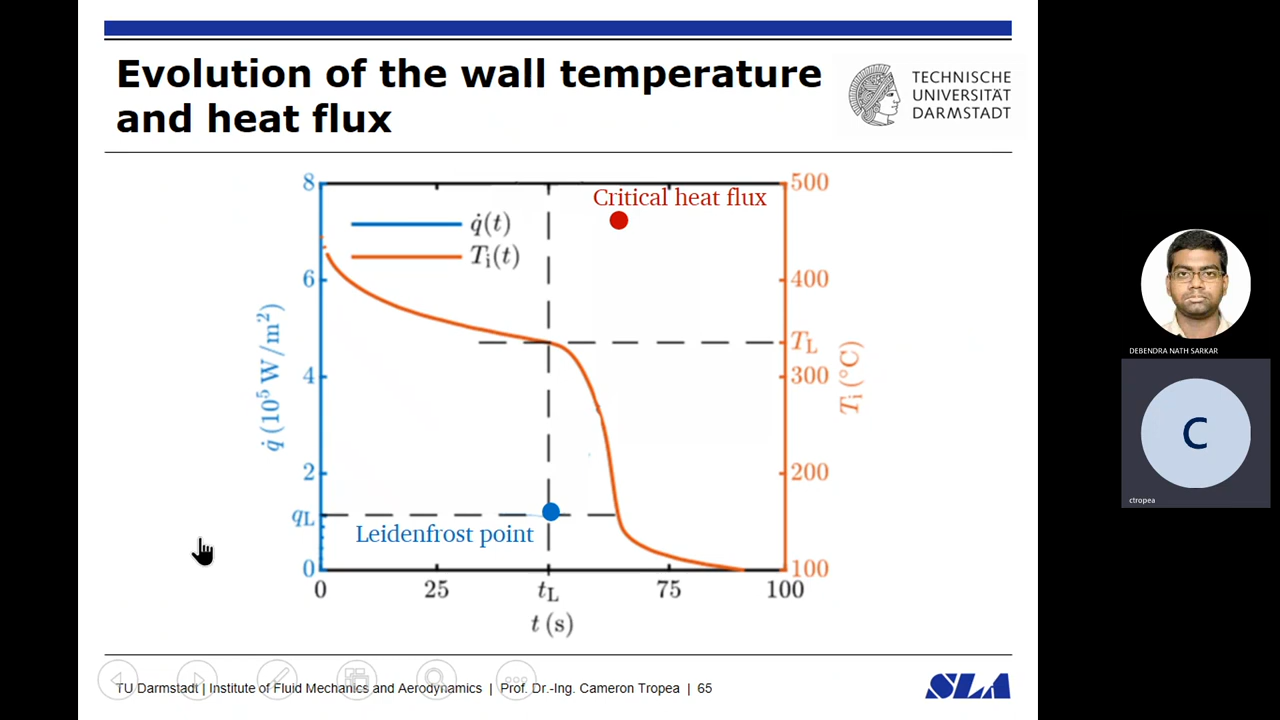 Evolution of the wall temperature
and heat flux
TECHNISCHE
UNIVERSITÄT
DARMSTADT
8
6
4
2
0
q̇ (10⁵ W/m²)
q_L
q̇(t)
T_i(t)
Critical heat flux
Leidenfrost point
500
400
T_L
300
200
100
T_i (°C)
0 25 t_L 75 100
t (s)
TU Darmstadt | Institute of Fluid Mechanics and Aerodynamics | Prof. Dr.-Ing. Cameron Tropea | 65
SLA
DEBENDRA NATH SARKAR
C
ctropea